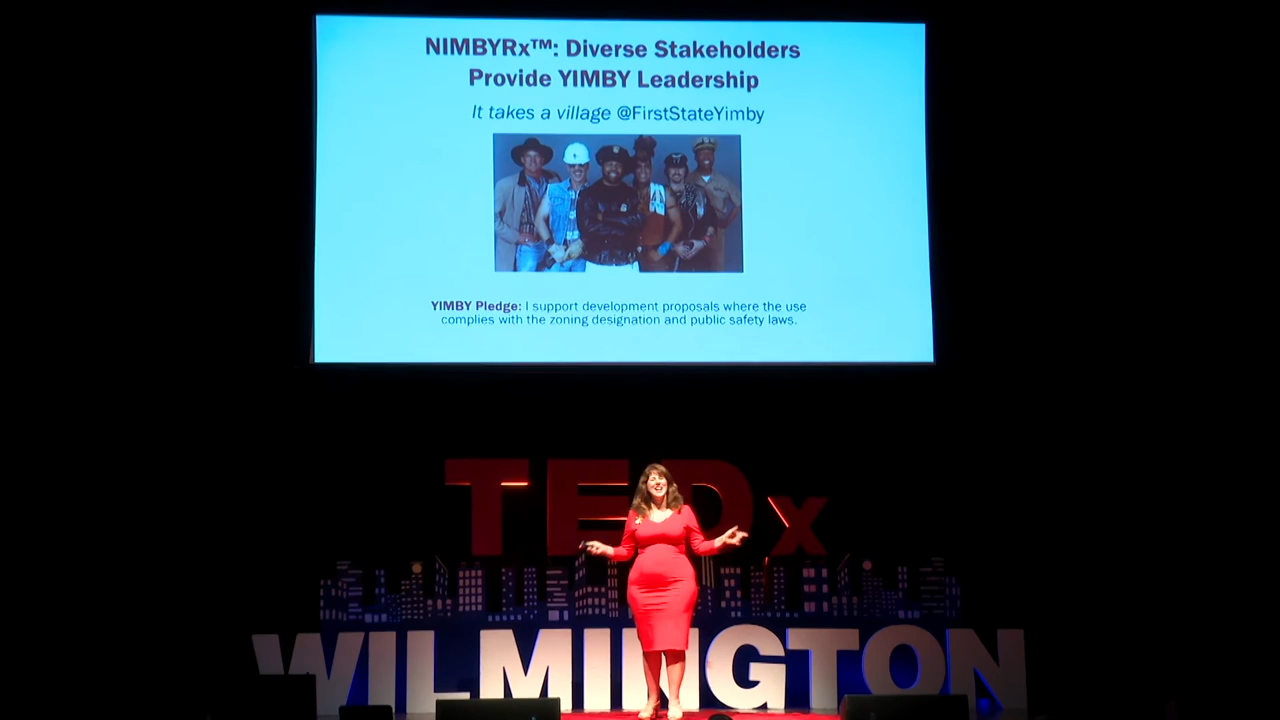 NIMBYRx™: Diverse Stakeholders
Provide YIMBY Leadership
It takes a village @FirstStateYimby
YIMBY Pledge: I support development proposals where the use
complies with the zoning designation and public safety laws.
TEDx
WILMINGTON